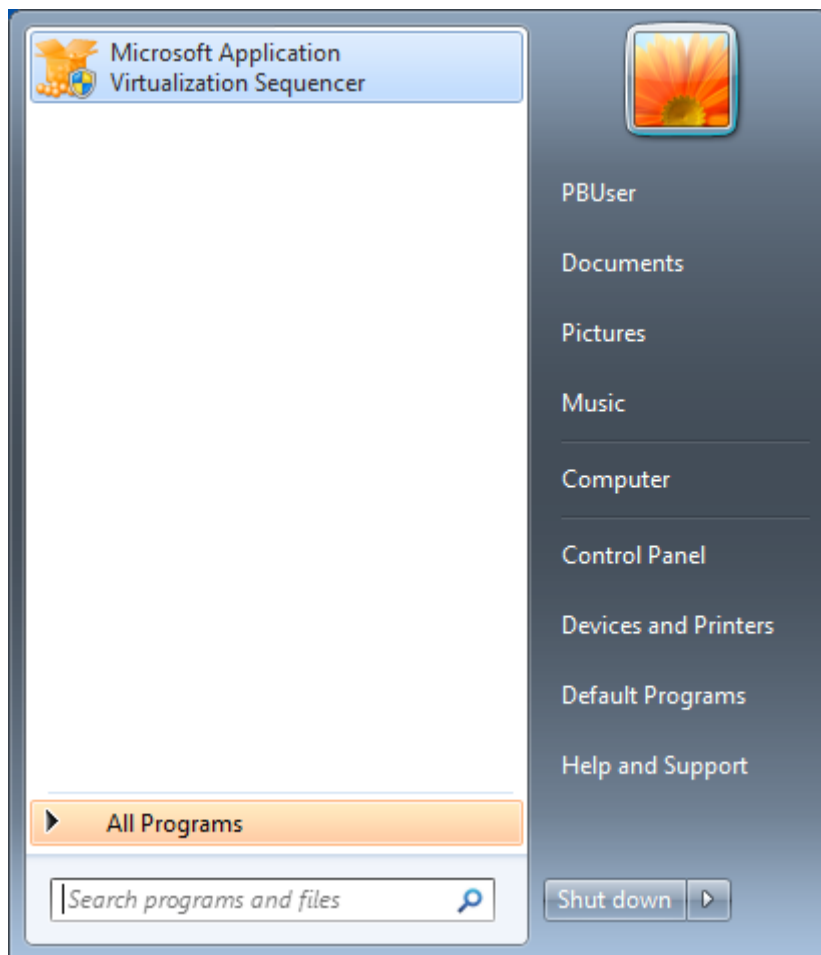 Microsoft Application
Virtualization Sequencer
PBUser
Documents
Pictures
Music
Computer
Control Panel
Devices and Printers
Default Programs
Help and Support
All Programs
Search programs and files
Shut down